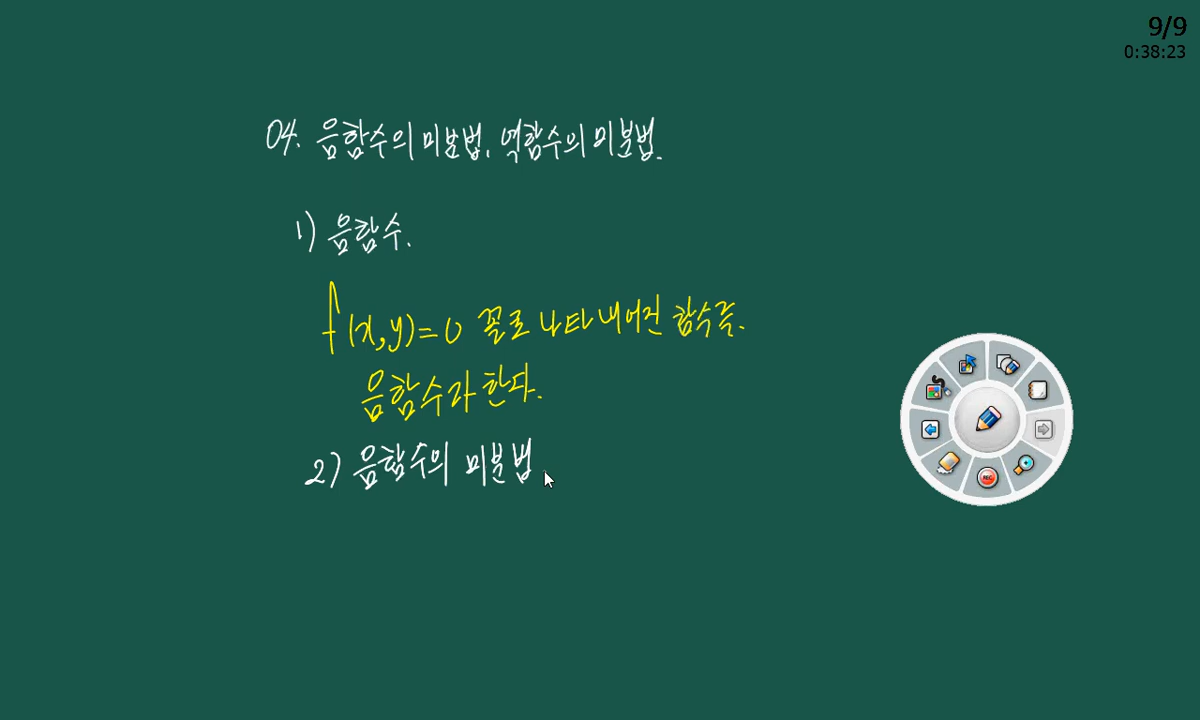 9/9
0:38:23
04. 음함수의 미분법, 역함수의 미분법.
1) 음함수.
f(x,y)=0 꼴로 나타내어진 함수를.
음함수라 한다.
2) 음함수의 미분법
REC